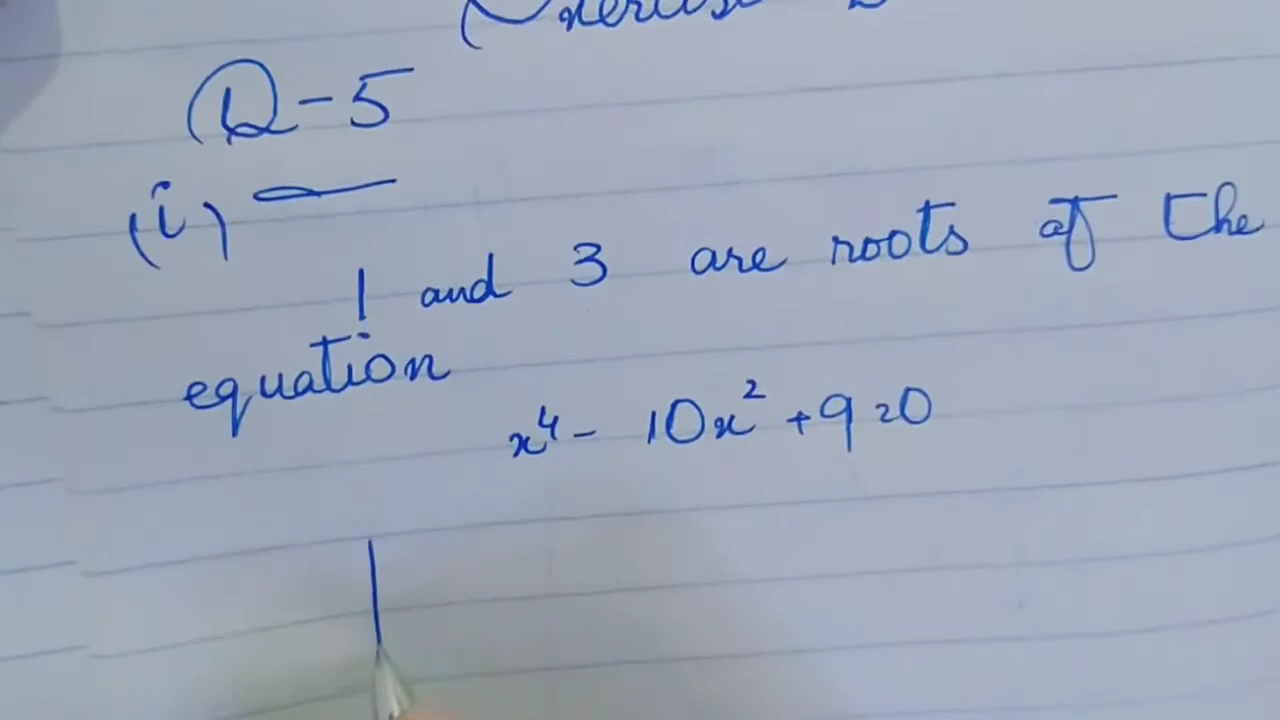 Q-5
(i)
1 and 3 are roots of the
equation
x⁴ - 10x² + 9 = 0